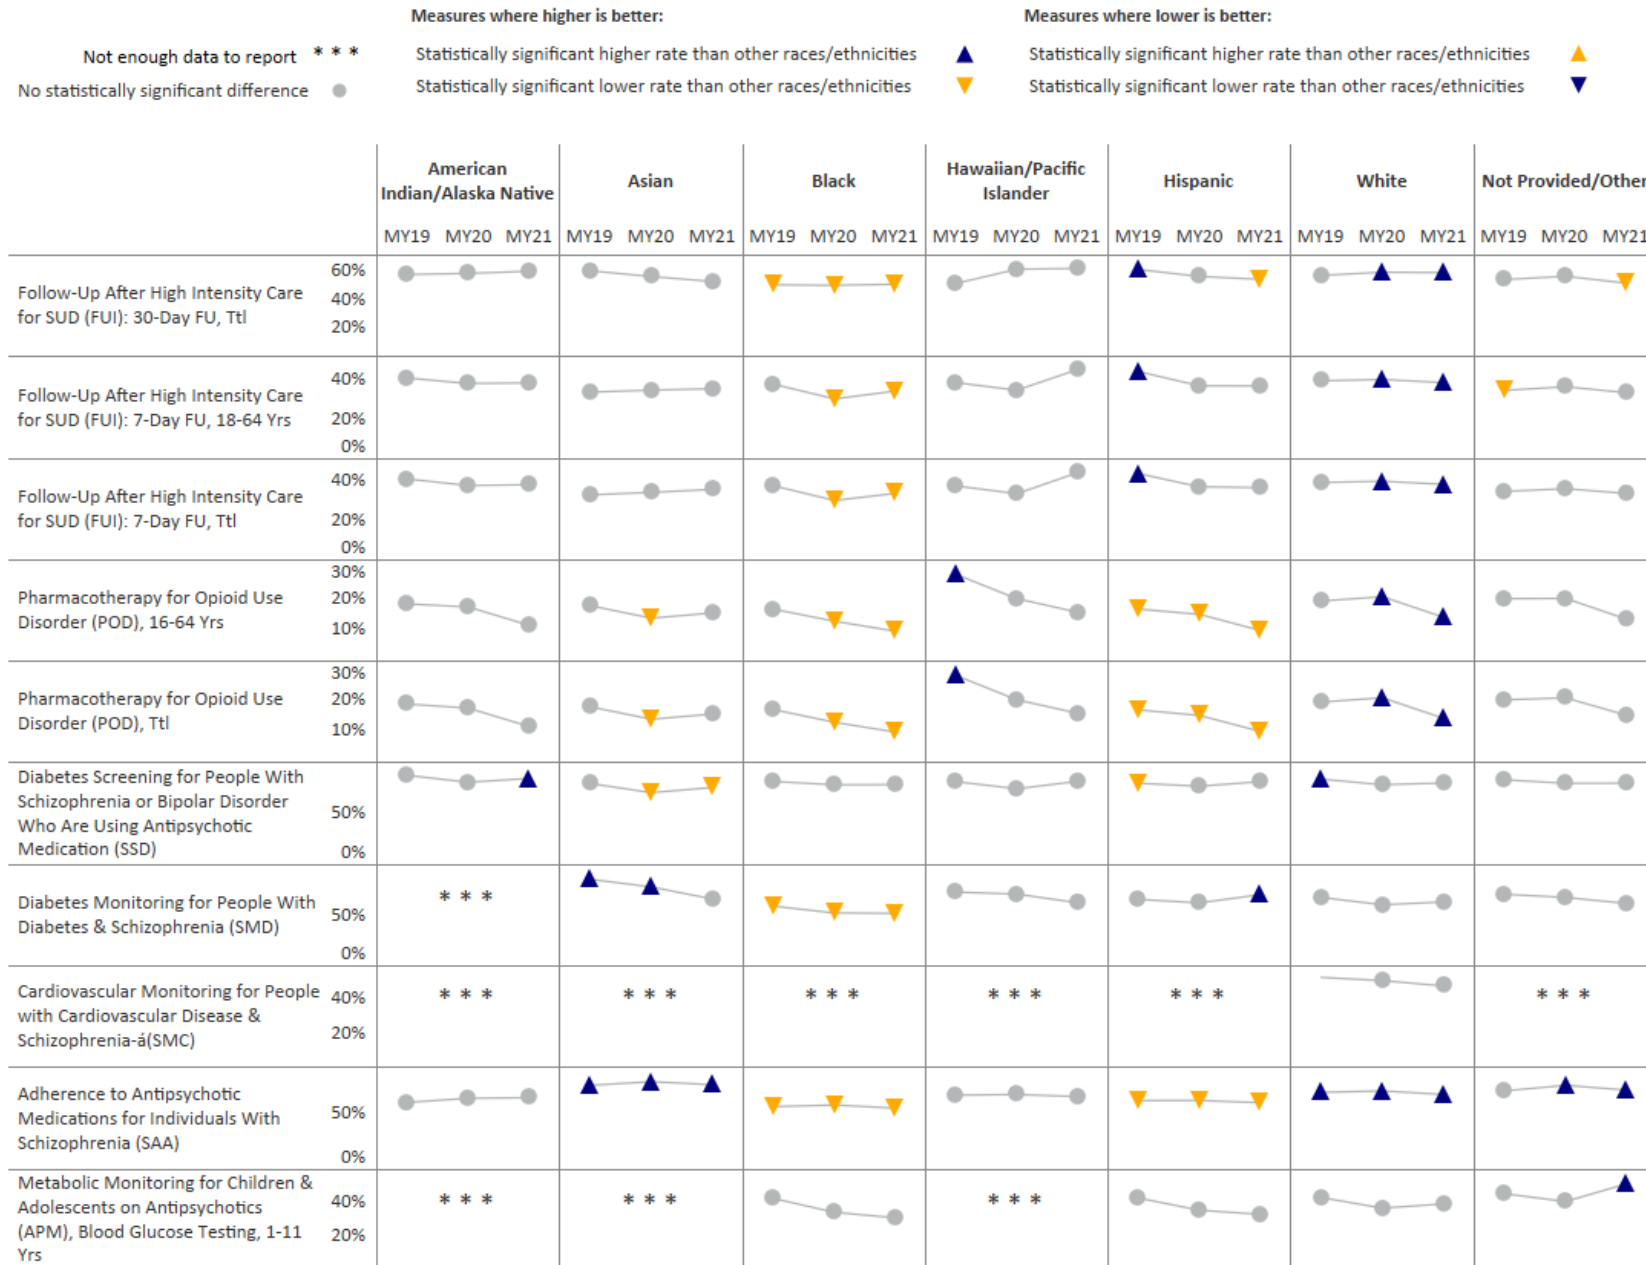 Measures where higher is better:
Measures where lower is better:
Not enough data to report * * *
Statistically significant higher rate than other races/ethnicities
Statistically significant higher rate than other races/ethnicities
No statistically significant difference
Statistically significant lower rate than other races/ethnicities
Statistically significant lower rate than other races/ethnicities
American
Indian/Alaska Native
Asian
Black
Hawaiian/Pacific
Islander
Hispanic
White
Not Provided/Other
MY19 MY20 MY21 MY19 MY20 MY21 MY19 MY20 MY21 MY19 MY20 MY21 MY19 MY20 MY21 MY19 MY20 MY21 MY19 MY20 MY21
Follow-Up After High Intensity Care
for SUD (FUI): 30-Day FU, Ttl
60%
40%
20%
Follow-Up After High Intensity Care
for SUD (FUI): 7-Day FU, 18-64 Yrs
40%
20%
0%
Follow-Up After High Intensity Care
for SUD (FUI): 7-Day FU, Ttl
40%
20%
0%
Pharmacotherapy for Opioid Use
Disorder (POD), 16-64 Yrs
30%
20%
10%
Pharmacotherapy for Opioid Use
Disorder (POD), Ttl
30%
20%
10%
Diabetes Screening for People With
Schizophrenia or Bipolar Disorder
Who Are Using Antipsychotic
Medication (SSD)
50%
0%
Diabetes Monitoring for People With
Diabetes & Schizophrenia (SMD)
50%
0%
* * *
Cardiovascular Monitoring for People
with Cardiovascular Disease &
Schizophrenia-á(SMC)
40%
20%
* * * * * * * * * * * * * * * * * *
Adherence to Antipsychotic
Medications for Individuals With
Schizophrenia (SAA)
50%
0%
Metabolic Monitoring for Children &
Adolescents on Antipsychotics
(APM), Blood Glucose Testing, 1-11
Yrs
40%
20%
* * * * * * * * *